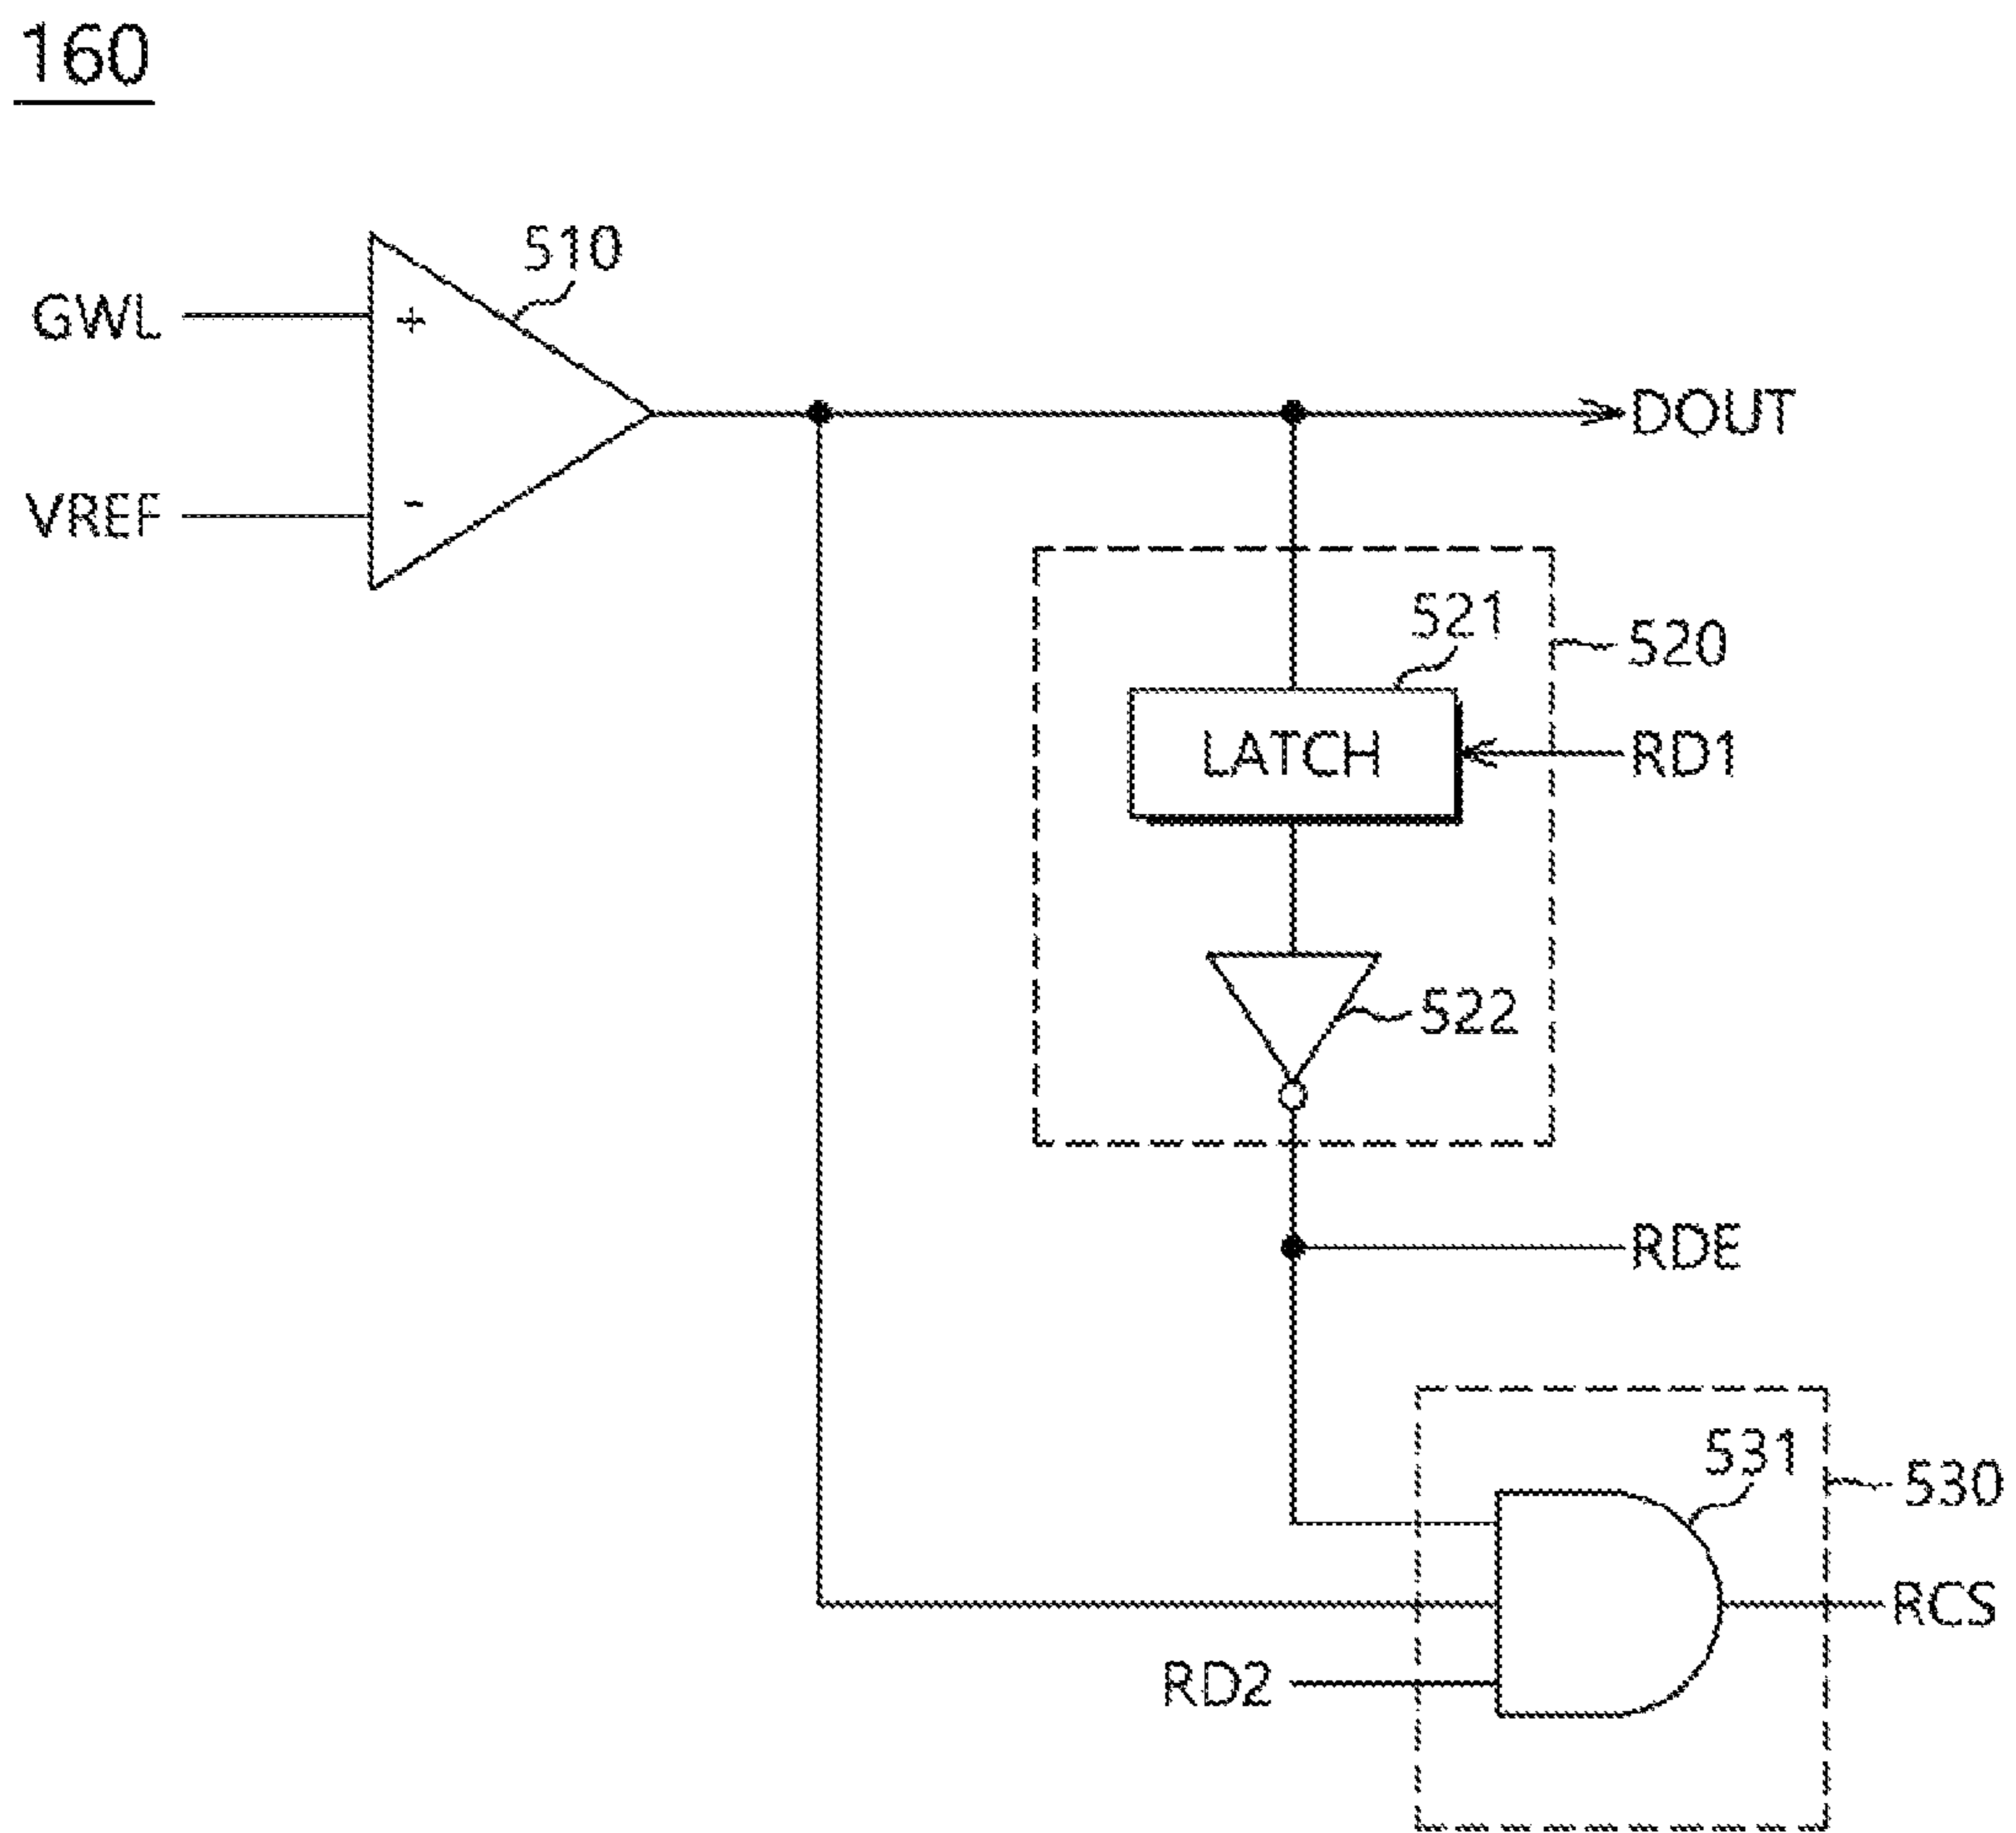 160
510
GWL
+
DOUT
VREF
-
521
520
LATCH
RD1
522
RDE
531
530
RCS
RD2